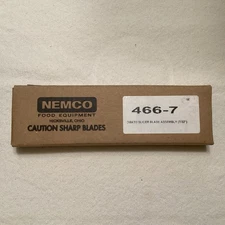 NEMCO
FOOD EQUIPMENT
HICKSVILLE, OHIO
CAUTION SHARP BLADES
466-7